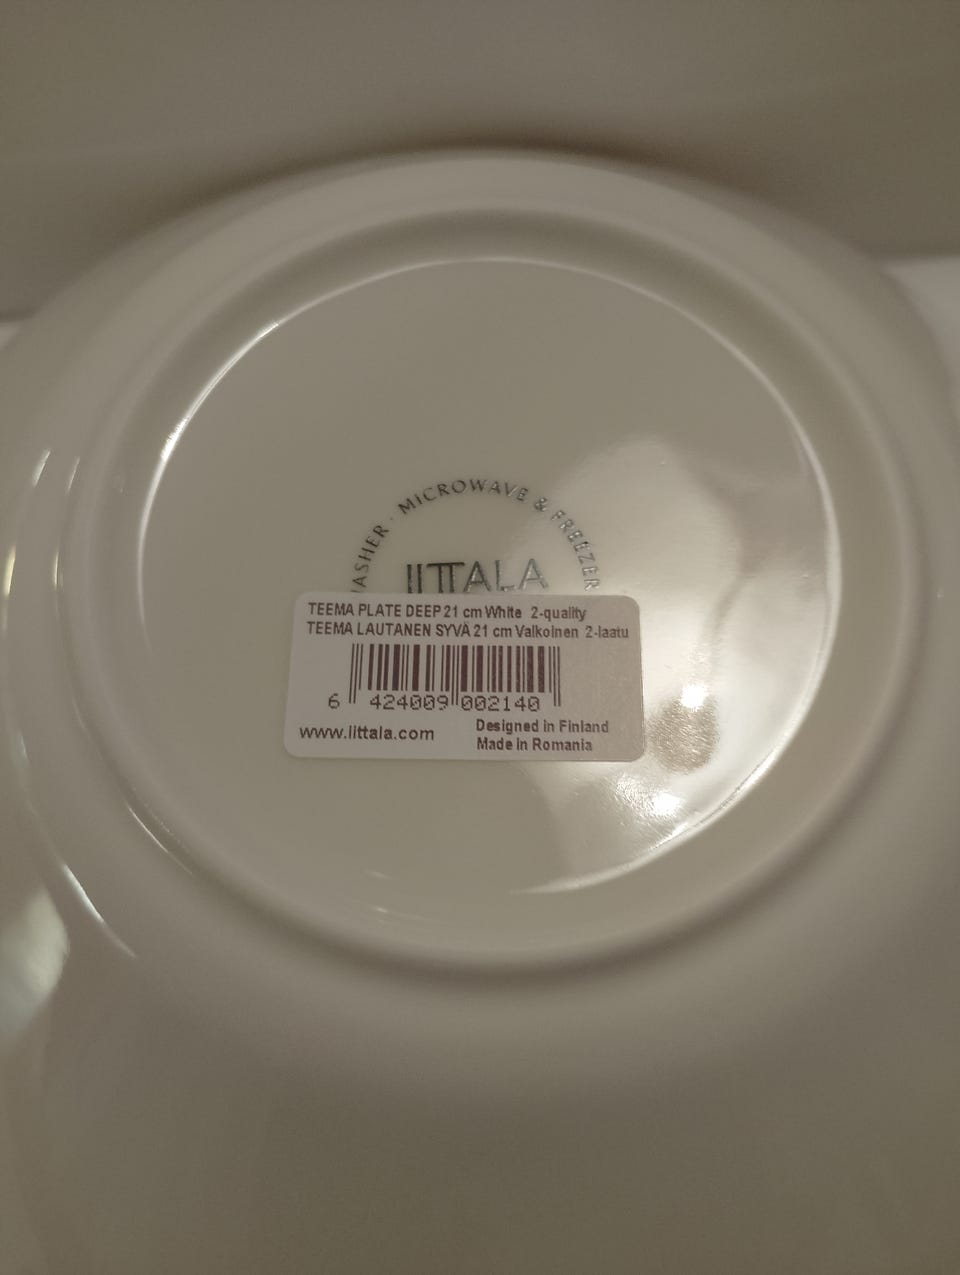 · MICROWAVE & FREEZER
IITTALA
TEEMA PLATE DEEP 21 cm White 2-quality
TEEMA LAUTANEN SYVÄ 21 cm Valkoinen 2-laatu
6 424009 002140
www.iittala.com
Designed in Finland
Made in Romania